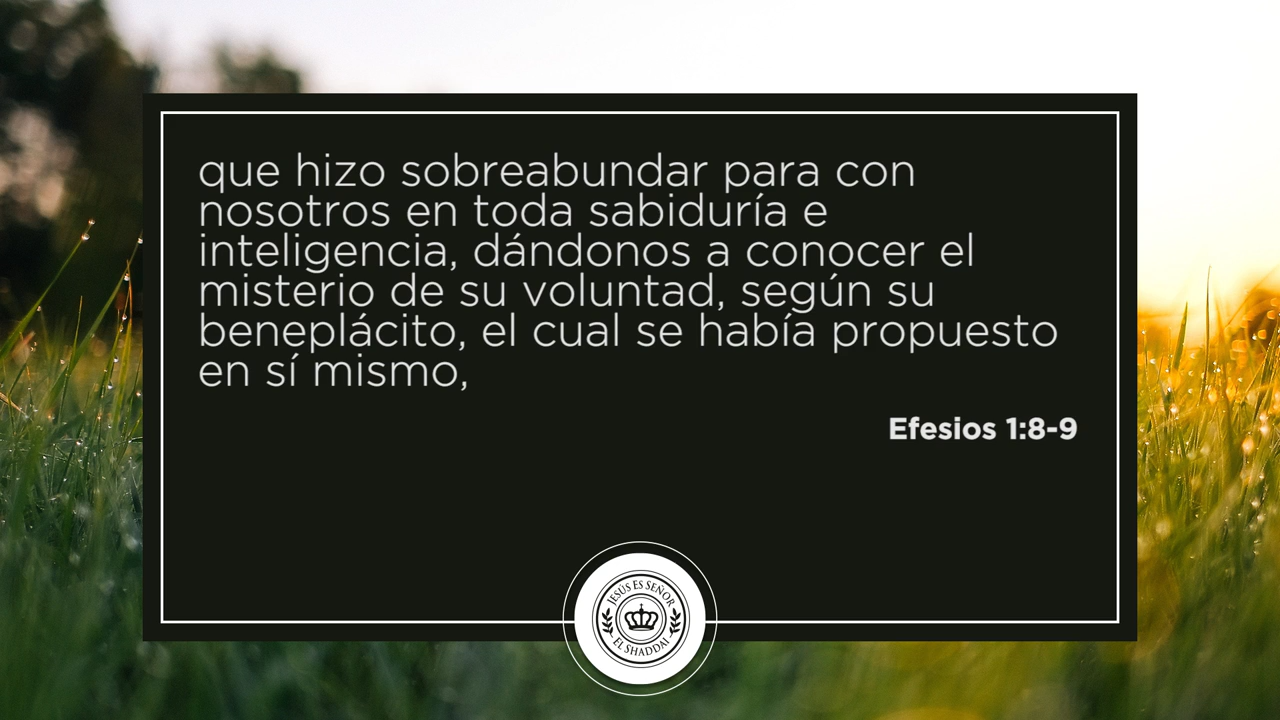 que hizo sobreabundar para con
nosotros en toda sabiduría e
inteligencia, dándonos a conocer el
misterio de su voluntad, según su
beneplácito, el cual se había propuesto
en sí mismo,
Efesios 1:8-9
JESÚS ES SEÑOR
EL SHADDAI